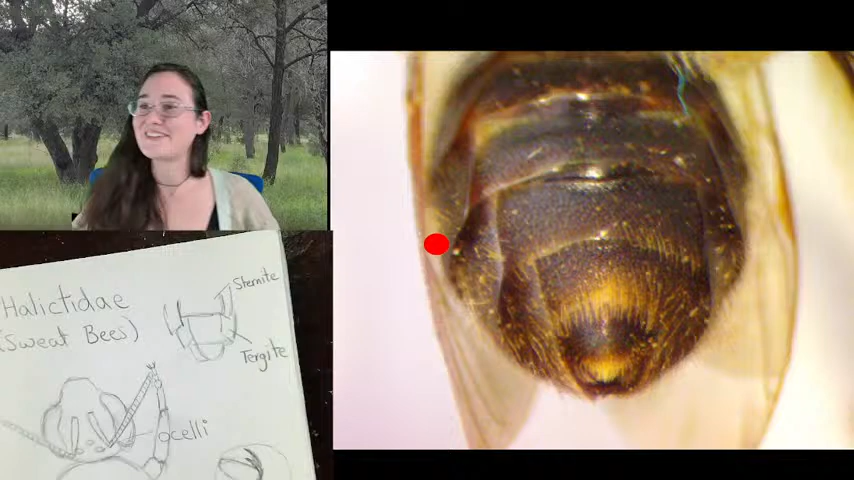 Halictidae
(Sweat Bees)
Sternite
Tergite
ocelli